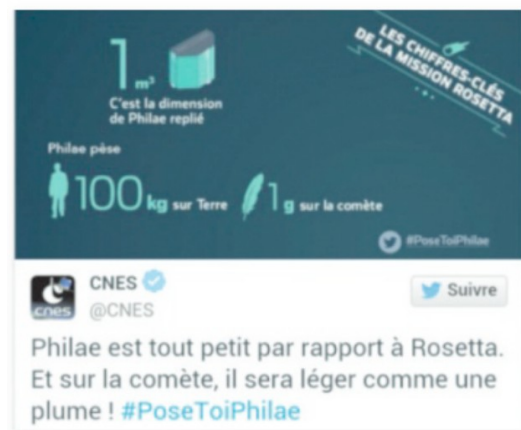 LES CHIFFRES-CLÉS
DE LA MISSION ROSETTA
1 m³
C'est la dimension
de Philae replié
Philae pèse
100 kg sur Terre
1 g sur la comète
#PoseToiPhilae
cnes
CNES
@CNES
Suivre
Philae est tout petit par rapport à Rosetta.
Et sur la comète, il sera léger comme une
plume ! #PoseToiPhilae